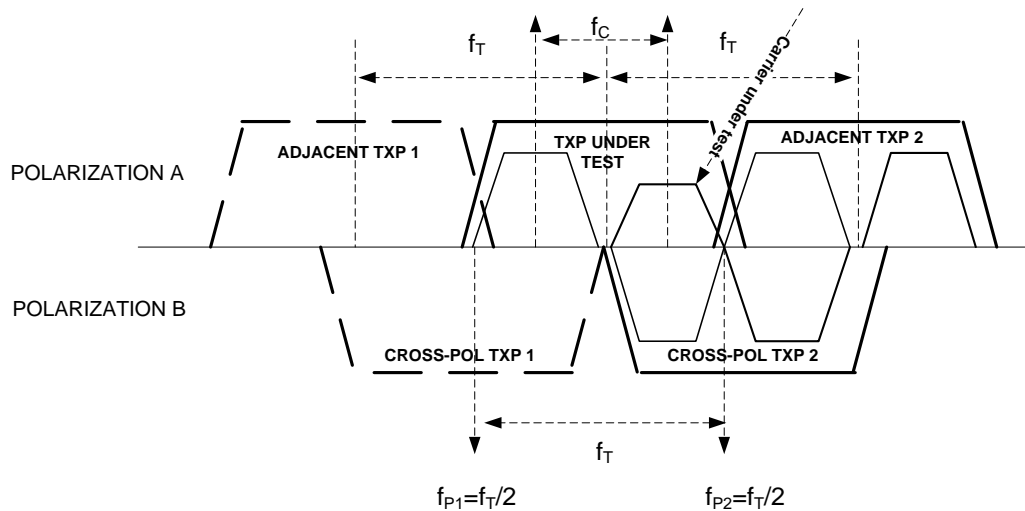 f_C
f_T
f_T
Carrier under test
ADJACENT TXP 1
TXP UNDER
TEST
ADJACENT TXP 2
POLARIZATION A
POLARIZATION B
CROSS-POL TXP 1
CROSS-POL TXP 2
f_T
f_P1=f_T/2
f_P2=f_T/2